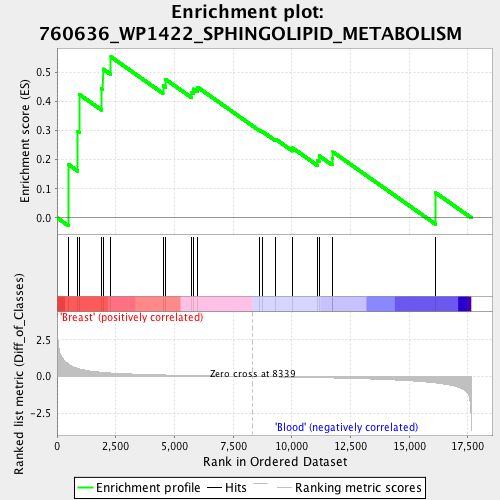 Enrichment plot:
760636_WP1422_SPHINGOLIPID_METABOLISM
Enrichment score (ES)
0.5
0.4
0.3
0.2
0.1
0.0
'Breast' (positively correlated)
Ranked list metric (Diff_of_Classes)
2.5
0.0
-2.5
Zero cross at 8339
'Blood' (negatively correlated)
0
2,500
5,000
7,500
10,000
12,500
15,000
17,500
Rank in Ordered Dataset
Enrichment profile
Hits
Ranking metric scores